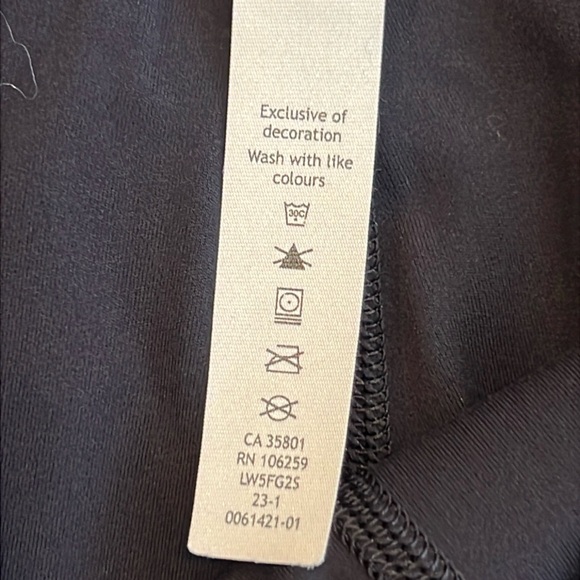 Exclusive of
decoration
Wash with like
colours
30C
CA 35801
RN 106259
LW5FG2S
23-1
0061421-01